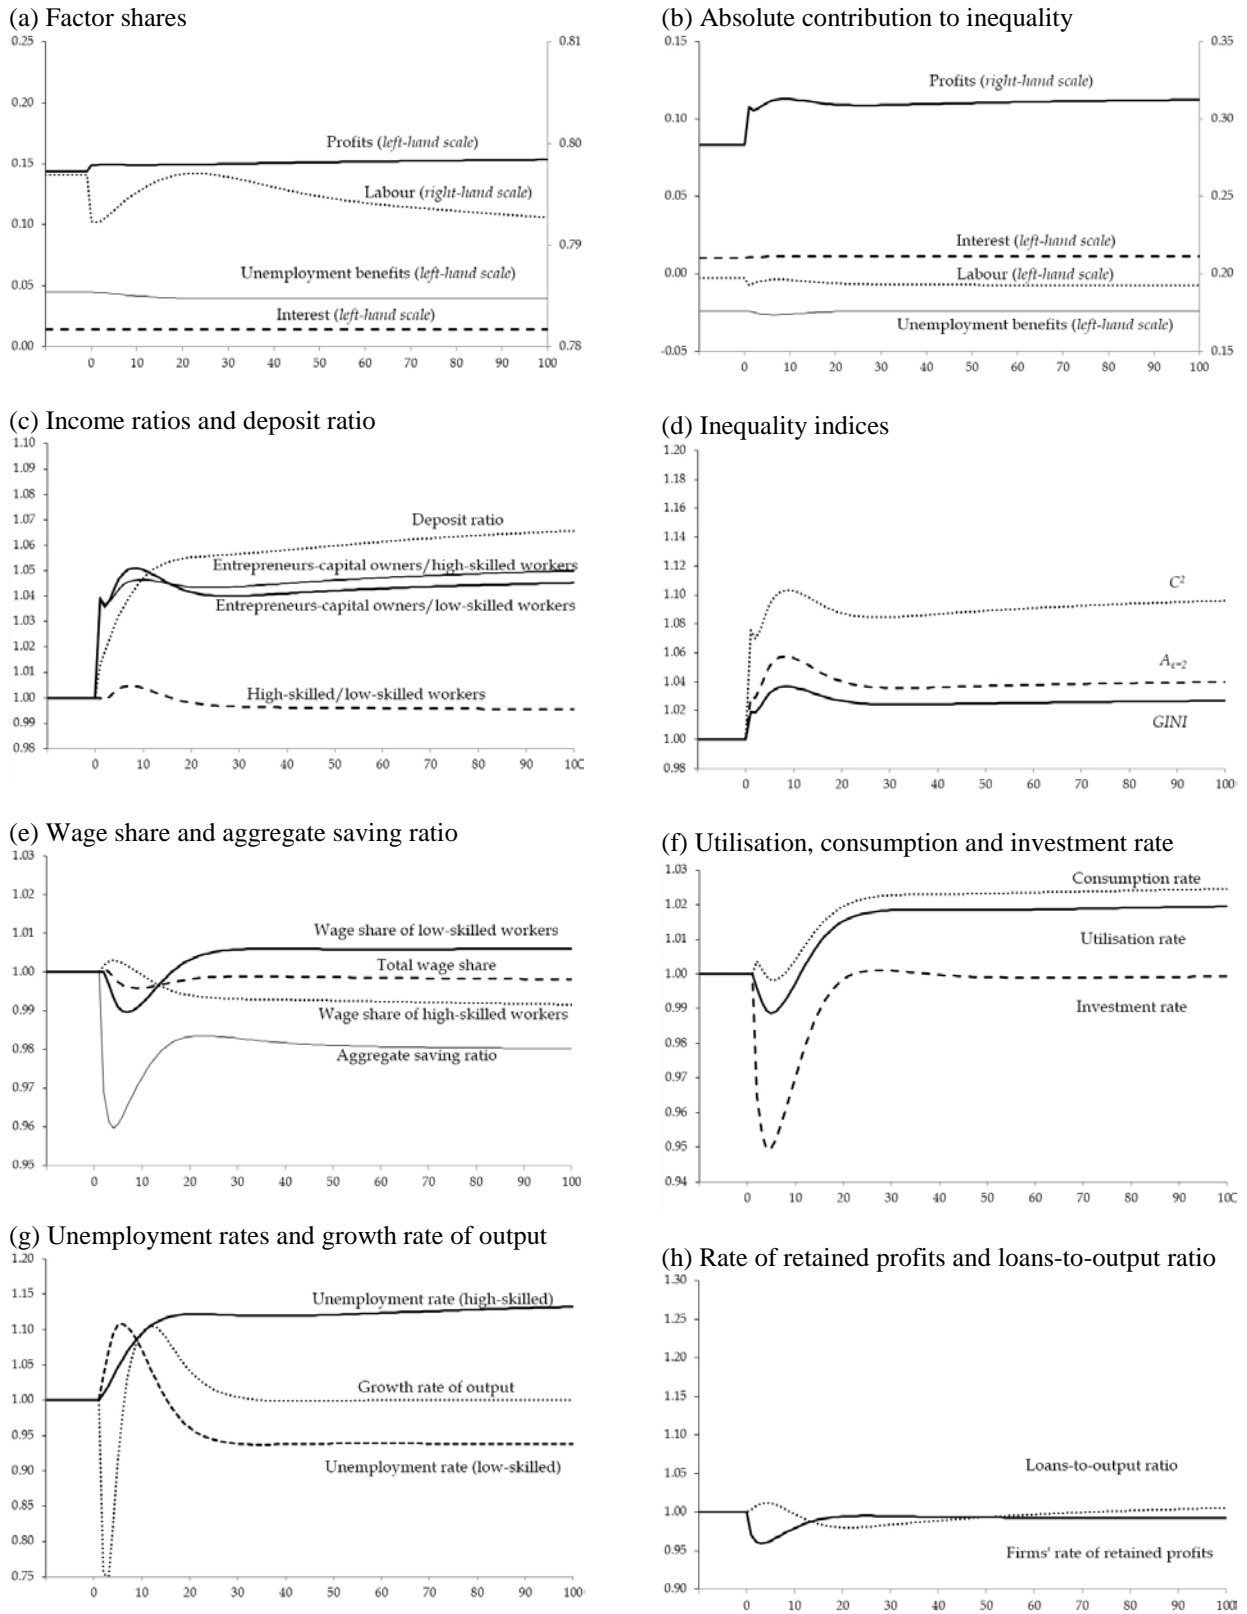 (a) Factor shares
0.25
0.20
0.15
0.10
0.05
0.00
0.81
0.80
0.79
0.78
Profits (left-hand scale)
Labour (right-hand scale)
Unemployment benefits (left-hand scale)
Interest (left-hand scale)
0 10 20 30 40 50 60 70 80 90 100
(b) Absolute contribution to inequality
0.15
0.10
0.05
0.00
-0.05
0.35
0.30
0.25
0.20
0.15
Profits (right-hand scale)
Interest (left-hand scale)
Labour (left-hand scale)
Unemployment benefits (left-hand scale)
0 10 20 30 40 50 60 70 80 90 100
(c) Income ratios and deposit ratio
1.10
1.09
1.08
1.07
1.06
1.05
1.04
1.03
1.02
1.01
1.00
0.99
0.98
Deposit ratio
Entrepreneurs-capital owners/high-skilled workers
Entrepreneurs-capital owners/low-skilled workers
High-skilled/low-skilled workers
0 10 20 30 40 50 60 70 80 90 100
(d) Inequality indices
1.20
1.18
1.16
1.14
1.12
1.10
1.08
1.06
1.04
1.02
1.00
0.98
C²
Aε=2
GINI
0 10 20 30 40 50 60 70 80 90 100
(e) Wage share and aggregate saving ratio
1.03
1.02
1.01
1.00
0.99
0.98
0.97
0.96
0.95
Wage share of low-skilled workers
Total wage share
Wage share of high-skilled workers
Aggregate saving ratio
0 10 20 30 40 50 60 70 80 90 100
(f) Utilisation, consumption and investment rate
1.03
1.02
1.01
1.00
0.99
0.98
0.97
0.96
0.95
0.94
Consumption rate
Utilisation rate
Investment rate
0 10 20 30 40 50 60 70 80 90 100
(g) Unemployment rates and growth rate of output
1.20
1.15
1.10
1.05
1.00
0.95
0.90
0.85
0.80
0.75
Unemployment rate (high-skilled)
Growth rate of output
Unemployment rate (low-skilled)
0 10 20 30 40 50 60 70 80 90 100
(h) Rate of retained profits and loans-to-output ratio
1.30
1.25
1.20
1.15
1.10
1.05
1.00
0.95
0.90
Loans-to-output ratio
Firms' rate of retained profits
0 10 20 30 40 50 60 70 80 90 100